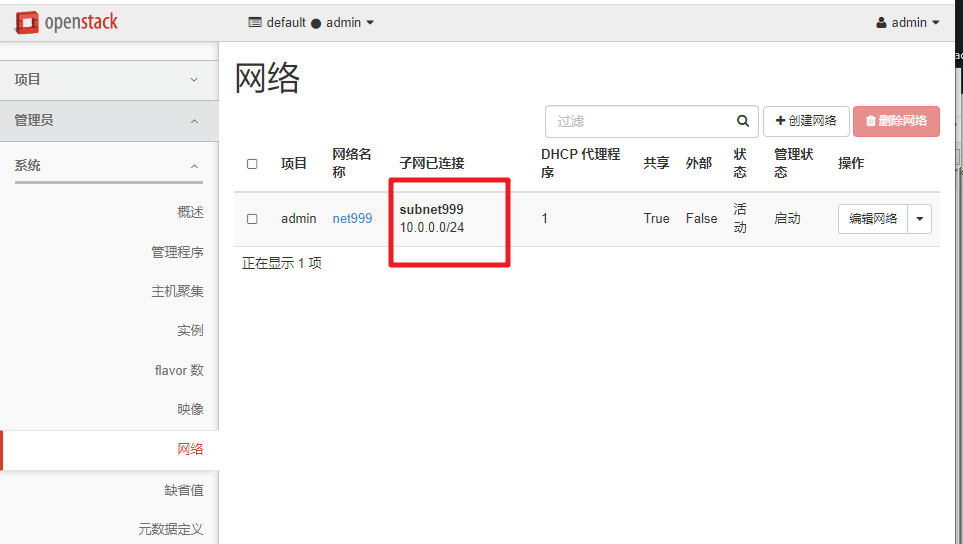 openstack
default ● admin
admin
项目
管理员
系统
概述
管理程序
主机聚集
实例
flavor 数
映像
网络
缺省值
元数据定义
网络
过滤
创建网络
删除网络
项目
网络名
称
子网已连接
DHCP 代理程
序
共享
外部
状
态
管理状
态
操作
admin
net999
subnet999
10.0.0.0/24
1
True
False
活
动
启动
编辑网络
正在显示 1 项